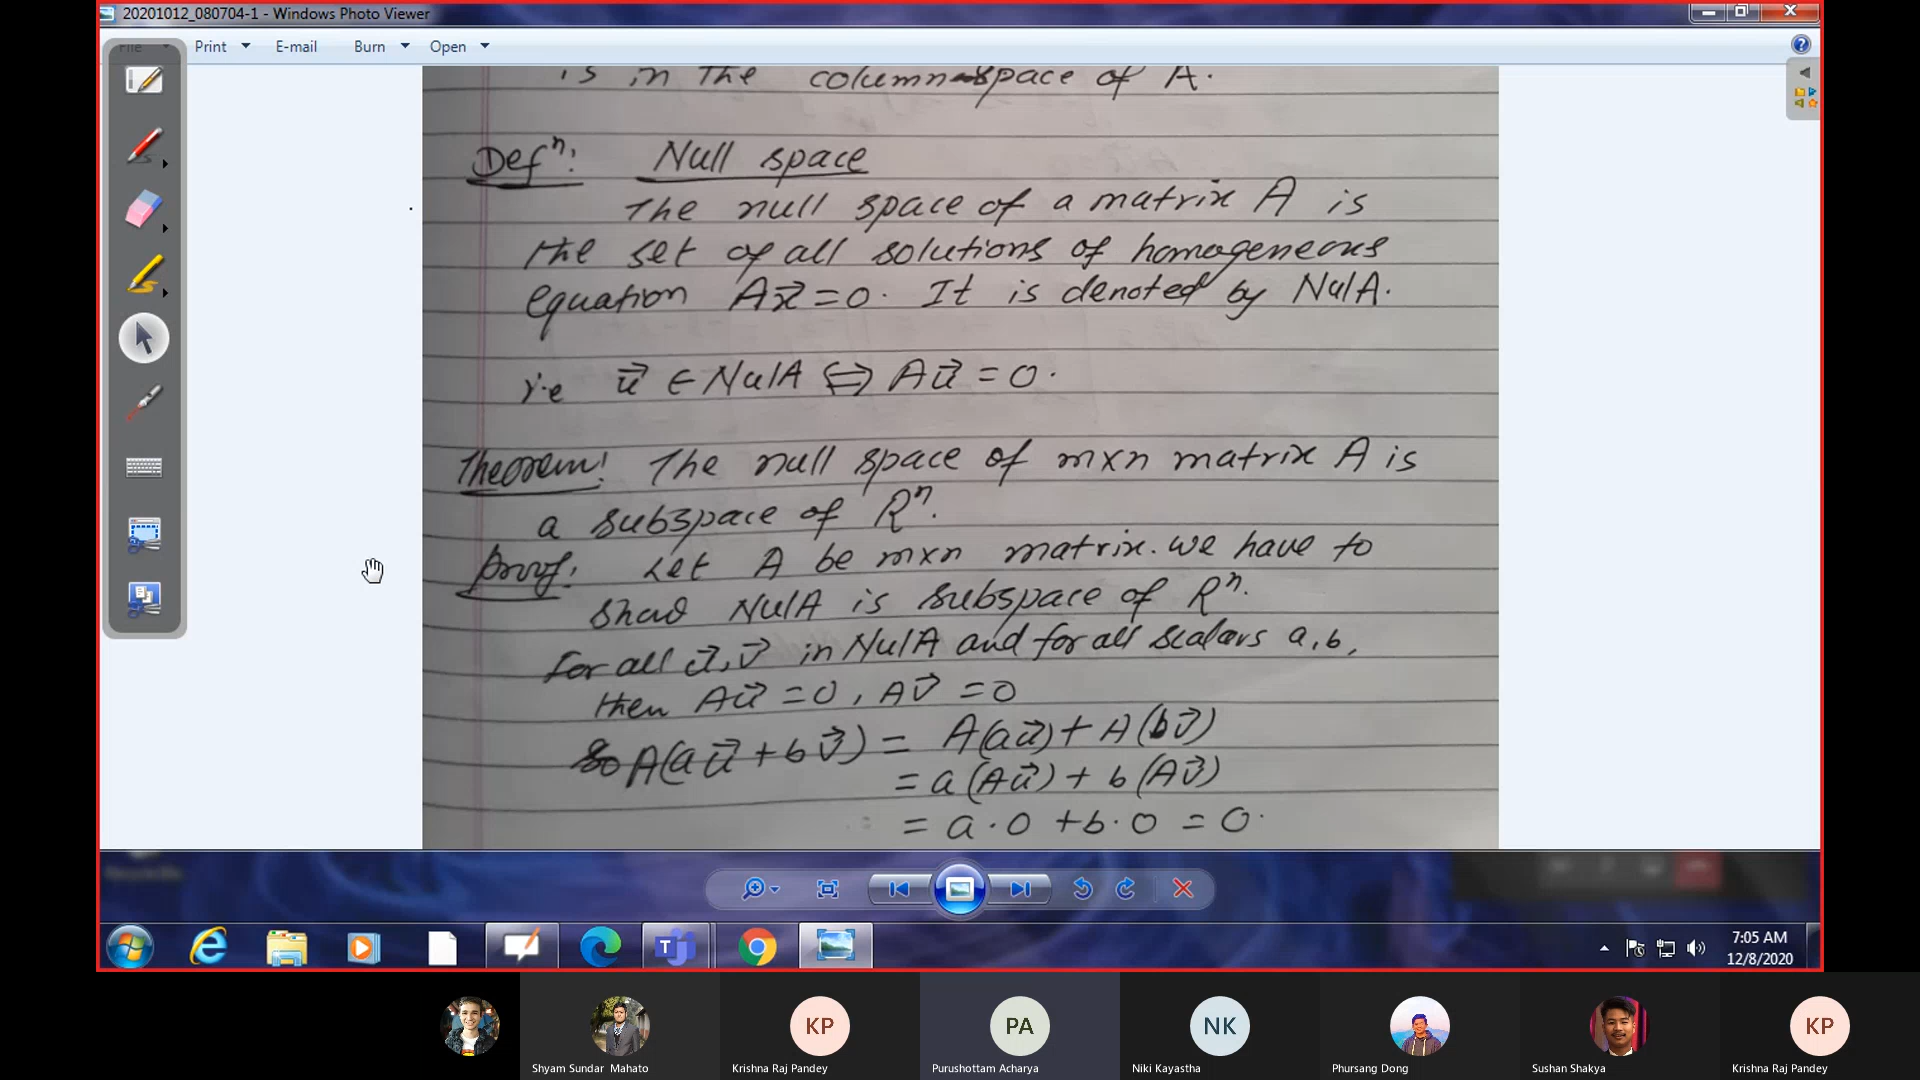 20201012_080704-1 - Windows Photo Viewer
File Print E-mail Burn Open
is in the column space of A.
Defⁿ: Null space
The null space of a matrix A is
the set of all solutions of homogeneous
equation Ax⃗ = 0. It is denoted by NulA.
i.e u⃗ ∈ NulA ⇔ Au⃗ = 0.
Theorem: The null space of mxn matrix A is
a subspace of Rⁿ.
Proof: Let A be mxn matrix. We have to
show NulA is subspace of Rⁿ.
For all u⃗, v⃗ in NulA and for all scalars a, b,
then Au⃗ = 0, Av⃗ = 0
So A(au⃗ + bv⃗) = A(au⃗) + A(bv⃗)
= a(Au⃗) + b(Av⃗)
= a·0 + b·0 = 0.
7:05 AM
12/8/2020
KP PA NK KP
Shyam Sundar Mahato Krishna Raj Pandey Purushottam Acharya Niki Kayastha Phursang Dong Sushan Shakya Krishna Raj Pandey